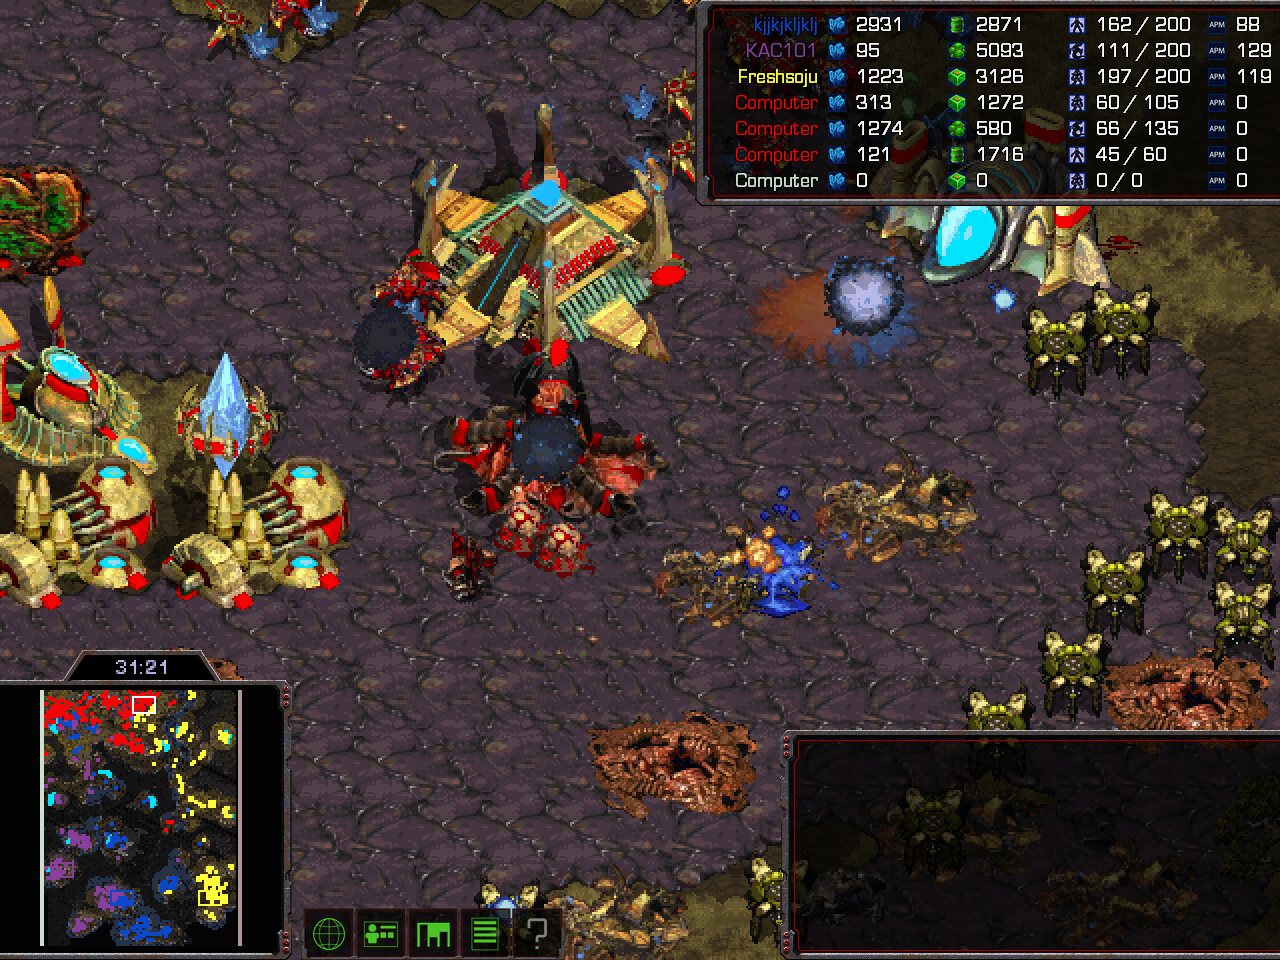 kjjkjkljklj 2931 2871 162 / 200 APM 88
KAC101 95 5093 111 / 200 APM 129
Freshsoju 1223 3126 197 / 200 APM 119
Computer 313 1272 60 / 105 APM 0
Computer 1274 580 66 / 135 APM 0
Computer 121 1716 45 / 60 APM 0
Computer 0 0 0 / 0 APM 0
31:21
?